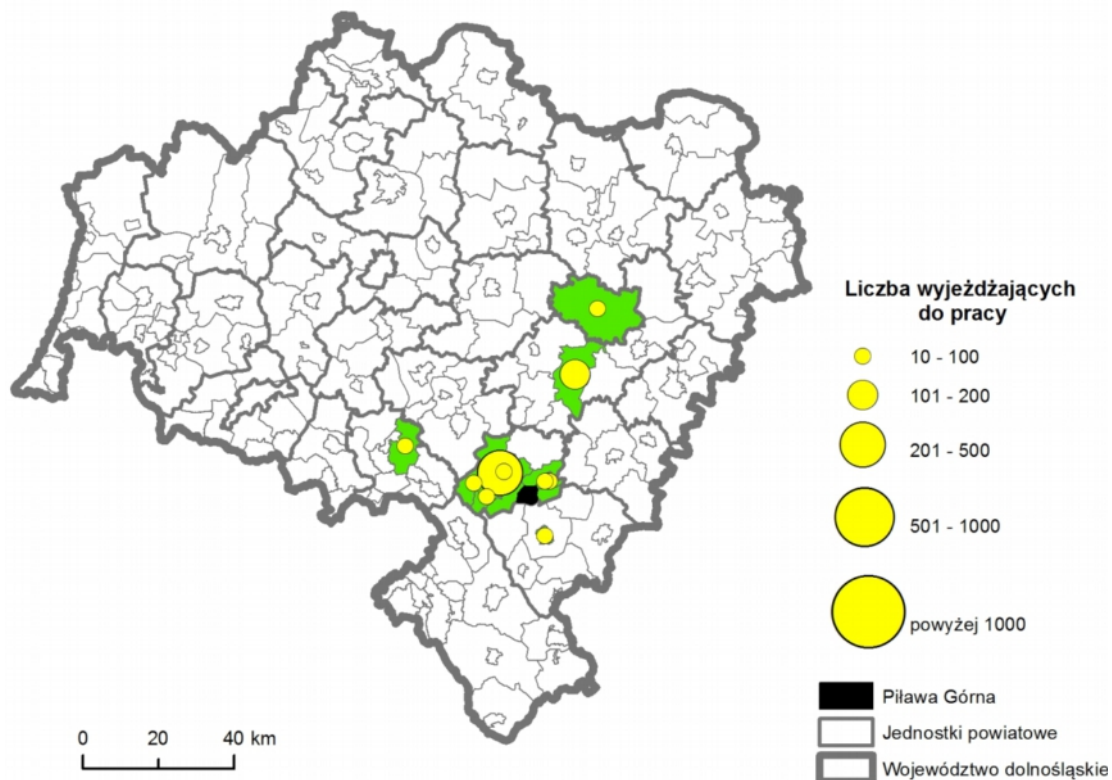 Liczba wyjeżdżających
do pracy
10 - 100
101 - 200
201 - 500
501 - 1000
powyżej 1000
Piława Górna
Jednostki powiatowe
Województwo dolnośląskie
0 20 40 km